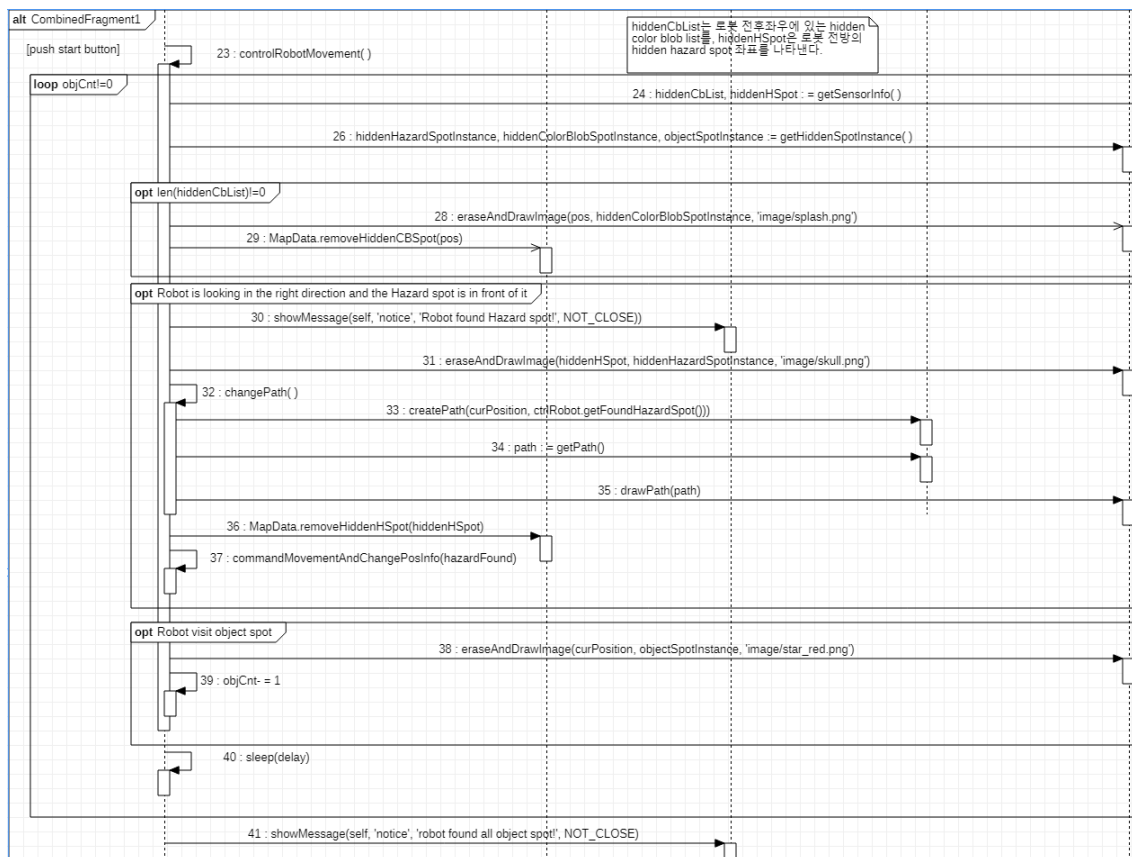 alt CombinedFragment1
hiddenCbList는 로봇 전후좌우에 있는 hidden
color blob list를, hiddenHSpot은 로봇 전방의
hidden hazard spot 좌표를 나타낸다.
[push start button]
23 : controlRobotMovement( )
loop objCnt!=0
24 : hiddenCbList, hiddenHSpot : = getSensorInfo( )
26 : hiddenHazardSpotInstance, hiddenColorBlobSpotInstance, objectSpotInstance := getHiddenSpotInstance( )
opt len(hiddenCbList)!=0
28 : eraseAndDrawImage(pos, hiddenColorBlobSpotInstance, 'image/splash.png')
29 : MapData.removeHiddenCBSpot(pos)
opt Robot is looking in the right direction and the Hazard spot is in front of it
30 : showMessage(self, 'notice', 'Robot found Hazard spot!', NOT_CLOSE))
31 : eraseAndDrawImage(hiddenHSpot, hiddenHazardSpotInstance, 'image/skull.png')
32 : changePath( )
33 : createPath(curPosition, ctrlRobot.getFoundHazardSpot()))
34 : path : = getPath()
35 : drawPath(path)
36 : MapData.removeHiddenHSpot(hiddenHSpot)
37 : commandMovementAndChangePosInfo(hazardFound)
opt Robot visit object spot
38 : eraseAndDrawImage(curPosition, objectSpotInstance, 'image/star_red.png')
39 : objCnt- = 1
40 : sleep(delay)
41 : showMessage(self, 'notice', 'robot found all object spot!', NOT_CLOSE)